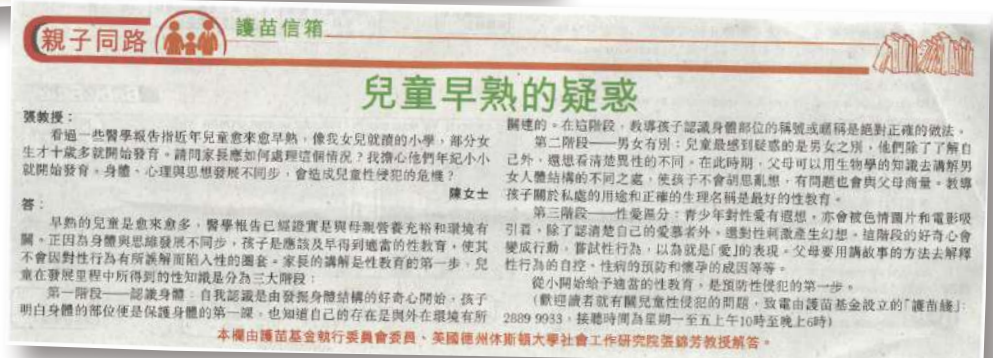 親子同路
護苗信箱
兒童早熟的疑惑
張教授：
看過一些醫學報告指近年兒童愈來愈早熟，像我女兒就讀的小學，部分女
生才十歲多就開始發育。請問家長應如何處理這個情況？我擔心他們年紀小小
就開始發育，身體、心理與思想發展不同步，會造成兒童性侵犯的危機？
陳女士
答：
早熟的兒童是愈來愈多，醫學報告已經證實是與母親營養充裕和環境有
關。正因為身體與思維發展不同步，孩子是應該及早得到適當的性教育，使其
不會因對性行為有所誤解而陷入性的圈套。家長的講解是性教育的第一步，兒
童在發展里程中所得到的性知識是分為三大階段：
第一階段——認識身體：自我認識是由發掘身體結構的好奇心開始，孩子
明白身體的部位便是保護身體的第一課，也知道自己的存在是與外在環境有所
關連的。在這階段，教導孩子認識身體部位的稱號或暱稱是絕對正確的做法。
第二階段——男女有別：兒童最感到疑惑的是男女之別，他們除了了解自
己外，還想看清楚異性的不同。在此時期，父母可以用生物學的知識去講解男
女人體結構的不同之處，使孩子不會胡思亂想，有問題也會與父母商量。教導
孩子關於私處的用途和正確的生理名稱是最好的性教育。
第三階段——性愛區分：青少年對性愛有遐想，亦會被色情圖片和電影吸
引着，除了認清楚自己的愛慕者外，還對性刺激產生幻想。這階段的好奇心會
變成行動，嘗試性行為，以為就是「愛」的表現。父母要用講故事的方法去解釋
性行為的自控、性病的預防和懷孕的成因等等。
從小開始給予適當的性教育，是預防性侵犯的第一步。
（歡迎讀者就有關兒童性侵犯的問題，致電由護苗基金設立的「護苗綫」：
2889 9933，接聽時間為星期一至五上午10時至晚上6時）
本欄由護苗基金執行委員會委員、美國德州休斯頓大學社會工作研究院張錦芳教授解答。